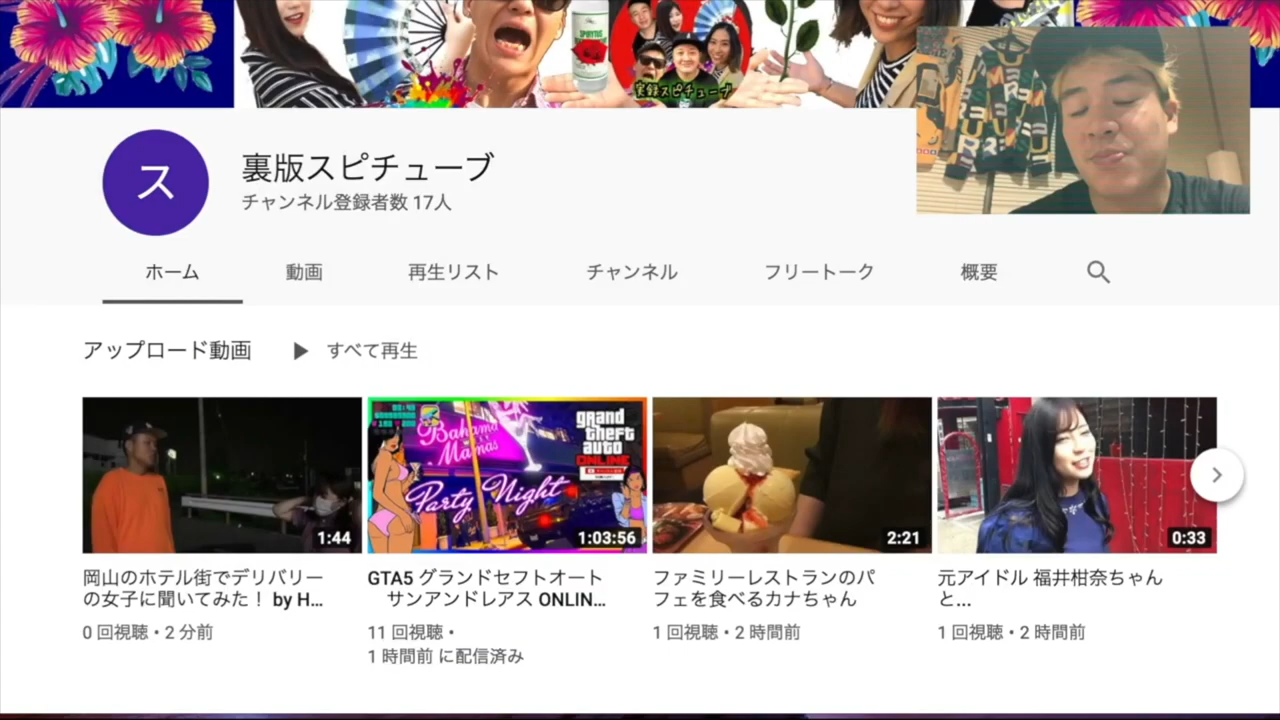 実録スピチューブ
ス
裏版スピチューブ
チャンネル登録者数 17人
ホーム
動画
再生リスト
チャンネル
フリートーク
概要
アップロード動画
すべて再生
1:44
Bahama
Mamas
Party Night
grand
theft
auto
ONLINE
1:03:56
2:21
0:33
岡山のホテル街でデリバリー
の女子に聞いてみた！ by H...
0 回視聴・2 分前
GTA5 グランドセフトオート
サンアンドレアス ONLIN...
11 回視聴・
1 時間前 に配信済み
ファミリーレストランのパ
フェを食べるカナちゃん
1 回視聴・2 時間前
元アイドル 福井柑奈ちゃん
と...
1 回視聴・2 時間前